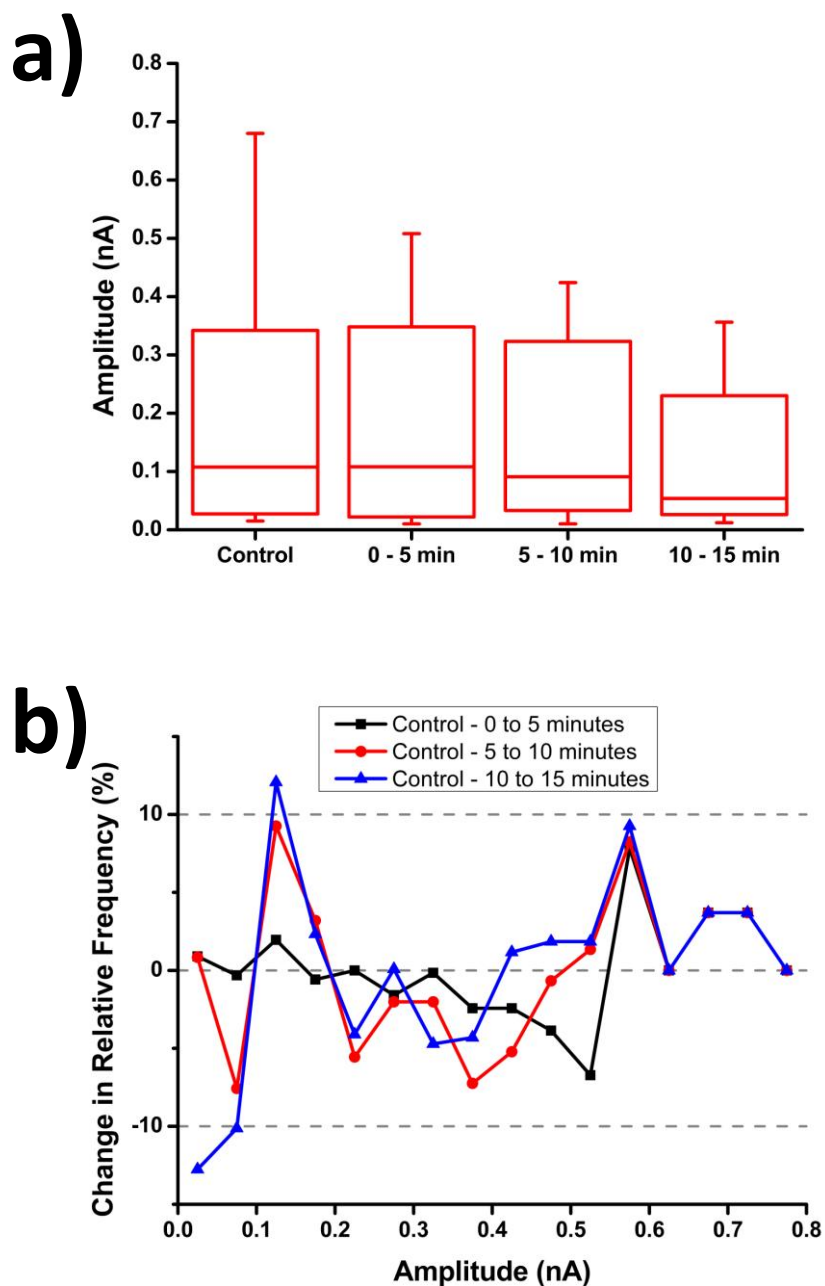 a)
Amplitude (nA)
0.8
0.7
0.6
0.5
0.4
0.3
0.2
0.1
0.0
Control 0 - 5 min 5 - 10 min 10 - 15 min
b)
Change in Relative Frequency (%)
Control - 0 to 5 minutes
Control - 5 to 10 minutes
Control - 10 to 15 minutes
10
0
-10
0.0 0.1 0.2 0.3 0.4 0.5 0.6 0.7 0.8
Amplitude (nA)